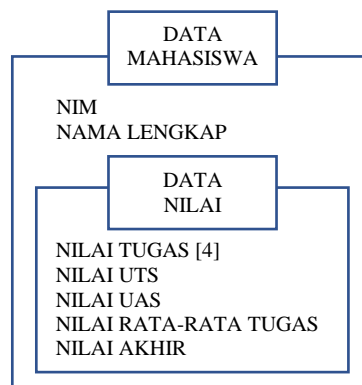 DATA
MAHASISWA
NIM
NAMA LENGKAP
DATA
NILAI
NILAI TUGAS [4]
NILAI UTS
NILAI UAS
NILAI RATA-RATA TUGAS
NILAI AKHIR